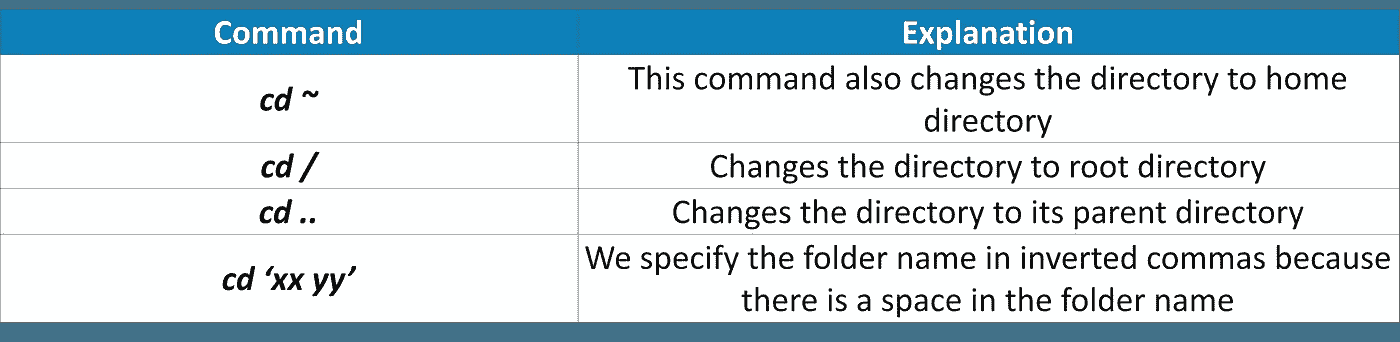 Command
Explanation
cd ~
This command also changes the directory to home
directory
cd /
Changes the directory to root directory
cd ..
Changes the directory to its parent directory
cd ‘xx yy’
We specify the folder name in inverted commas because
there is a space in the folder name